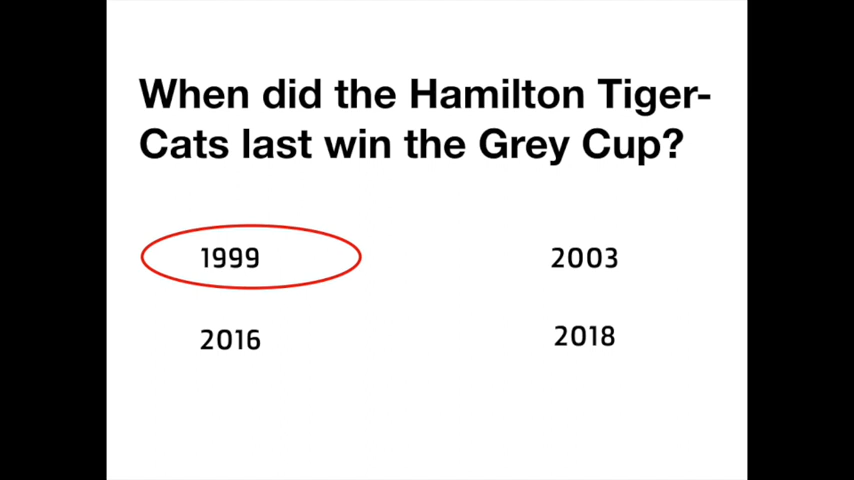 When did the Hamilton Tiger-
Cats last win the Grey Cup?
1999 2003
2016 2018